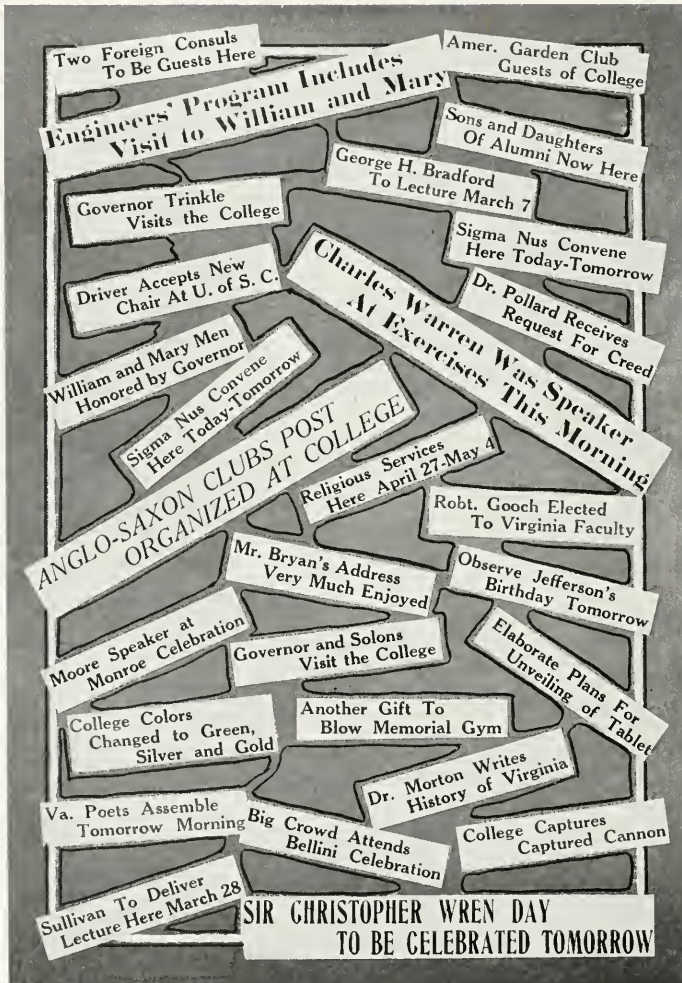 Two Foreign Consuls
To Be Guests Here
Amer. Garden Club
Guests of College
Engineers' Program Includes
Visit to William and Mary
Sons and Daughters
Of Alumni Now Here
George H. Bradford
To Lecture March 7
Governor Trinkle
Visits the College
Sigma Nus Convene
Here Today-Tomorrow
Charles Warren Was Speaker
At Exercises This Morning
Driver Accepts New
Chair At U. of S. C.
Dr. Pollard Receives
Request For Creed
William and Mary Men
Honored by Governor
Sigma Nus Convene
Here Today-Tomorrow
ANGLO-SAXON CLUBS POST
ORGANIZED AT COLLEGE
Religious Services
Here April 27-May 4
Robt. Gooch Elected
To Virginia Faculty
Mr. Bryan's Address
Very Much Enjoyed
Observe Jefferson's
Birthday Tomorrow
Moore Speaker at
Monroe Celebration
Governor and Solons
Visit the College
Elaborate Plans For
Unveiling of Tablet
College Colors
Changed to Green,
Silver and Gold
Another Gift To
Blow Memorial Gym
Dr. Morton Writes
History of Virginia
Va. Poets Assemble
Tomorrow Morning
Big Crowd Attends
Bellini Celebration
College Captures
Captured Cannon
Sullivan To Deliver
Lecture Here March 28
SIR CHRISTOPHER WREN DAY
TO BE CELEBRATED TOMORROW